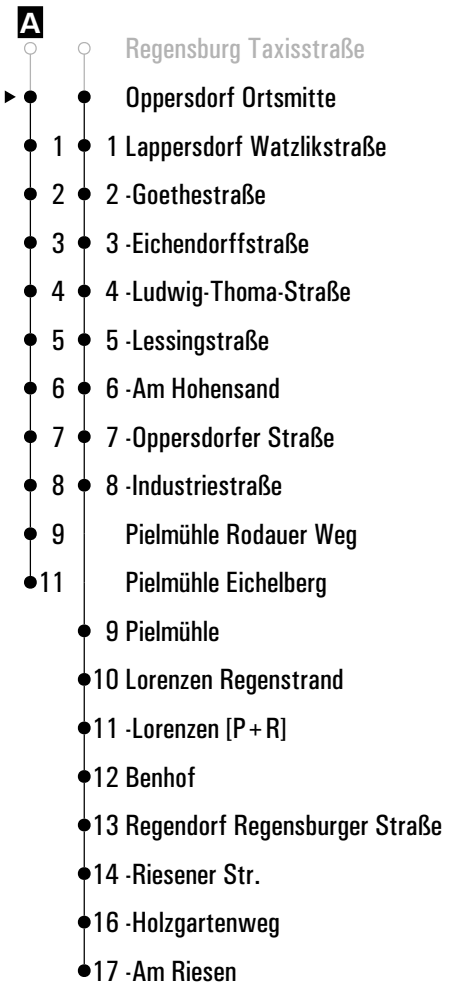 A
Regensburg Taxisstraße
Oppersdorf Ortsmitte
1 1 Lappersdorf Watzlikstraße
2 2 -Goethestraße
3 3 -Eichendorffstraße
4 4 -Ludwig-Thoma-Straße
5 5 -Lessingstraße
6 6 -Am Hohensand
7 7 -Oppersdorfer Straße
8 8 -Industriestraße
9 Pielmühle Rodauer Weg
11 Pielmühle Eichelberg
9 Pielmühle
10 Lorenzen Regenstrand
11 -Lorenzen [P+R]
12 Benhof
13 Regendorf Regensburger Straße
14 -Riesener Str.
16 -Holzgartenweg
17 -Am Riesen